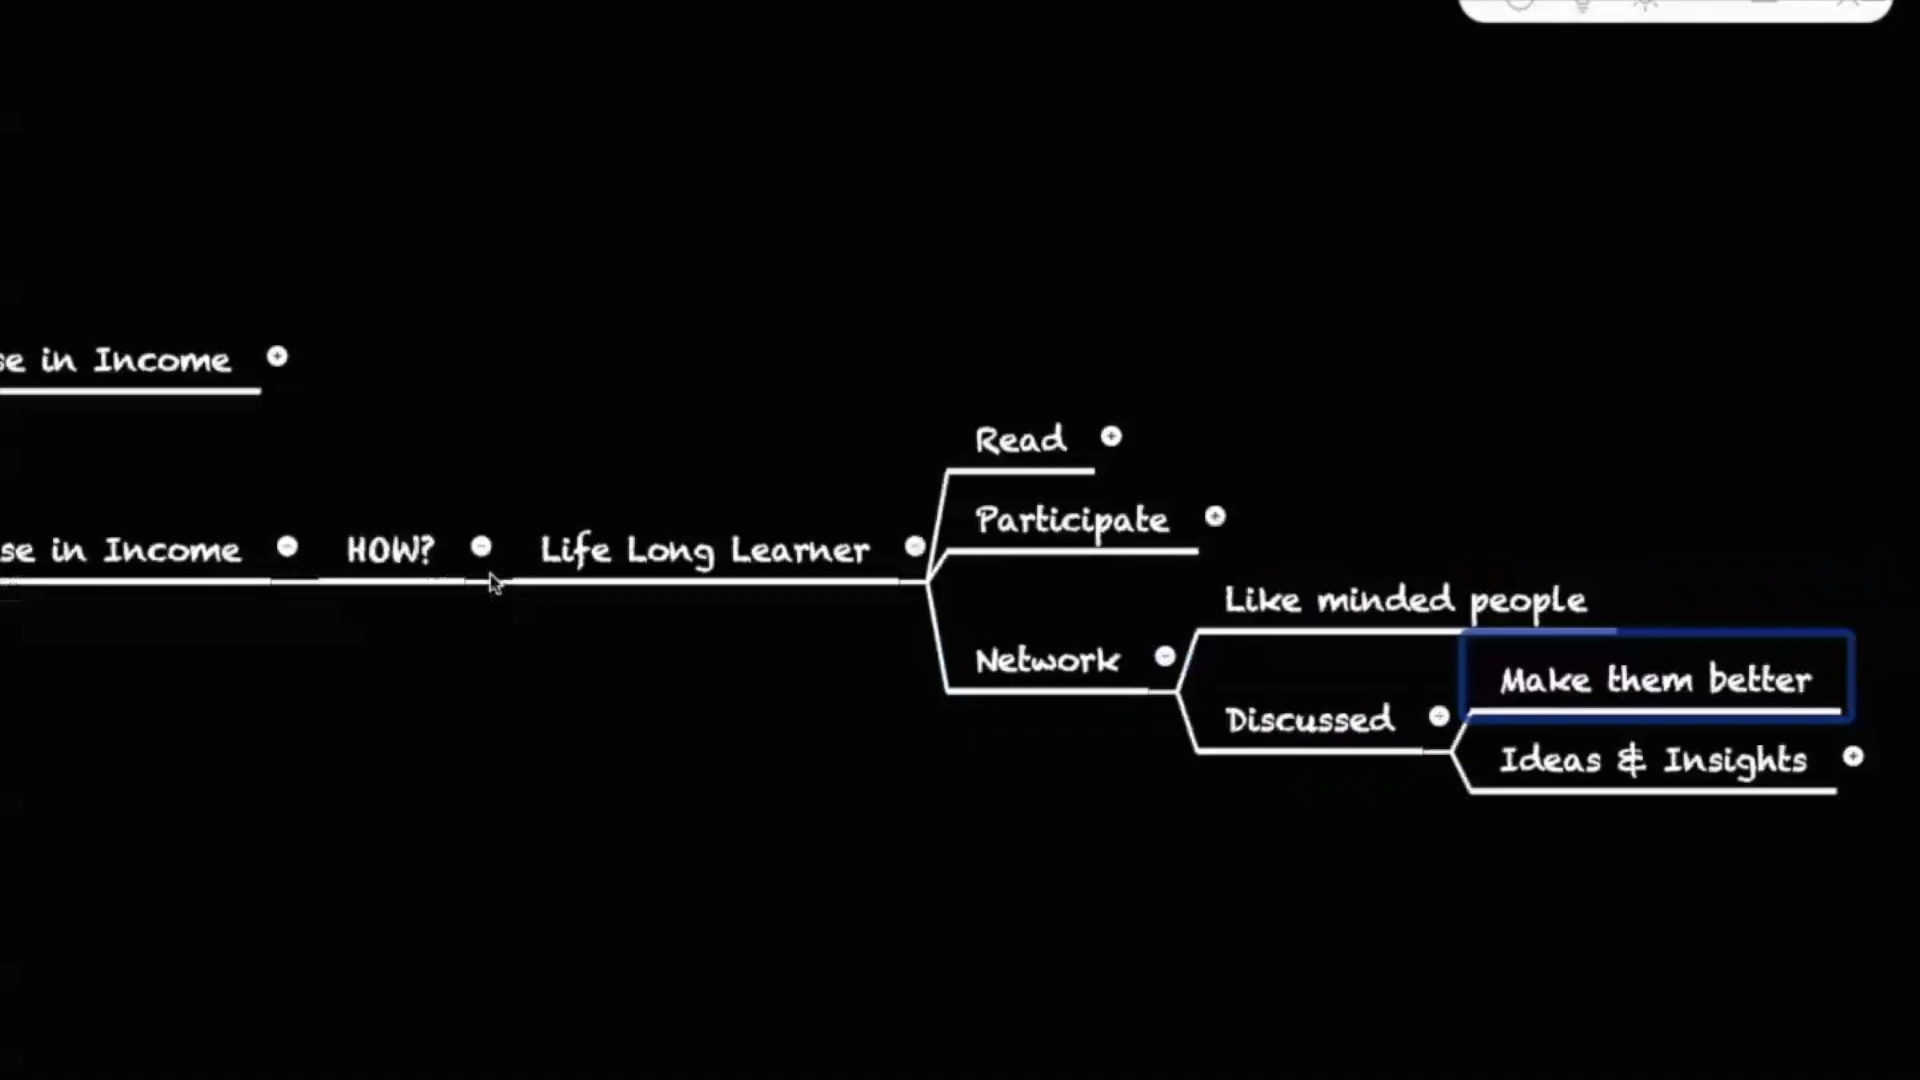 se in Income
Read
Participate
se in Income
HOW?
Life Long Learner
Like minded people
Network
Make them better
Discussed
Ideas & Insights